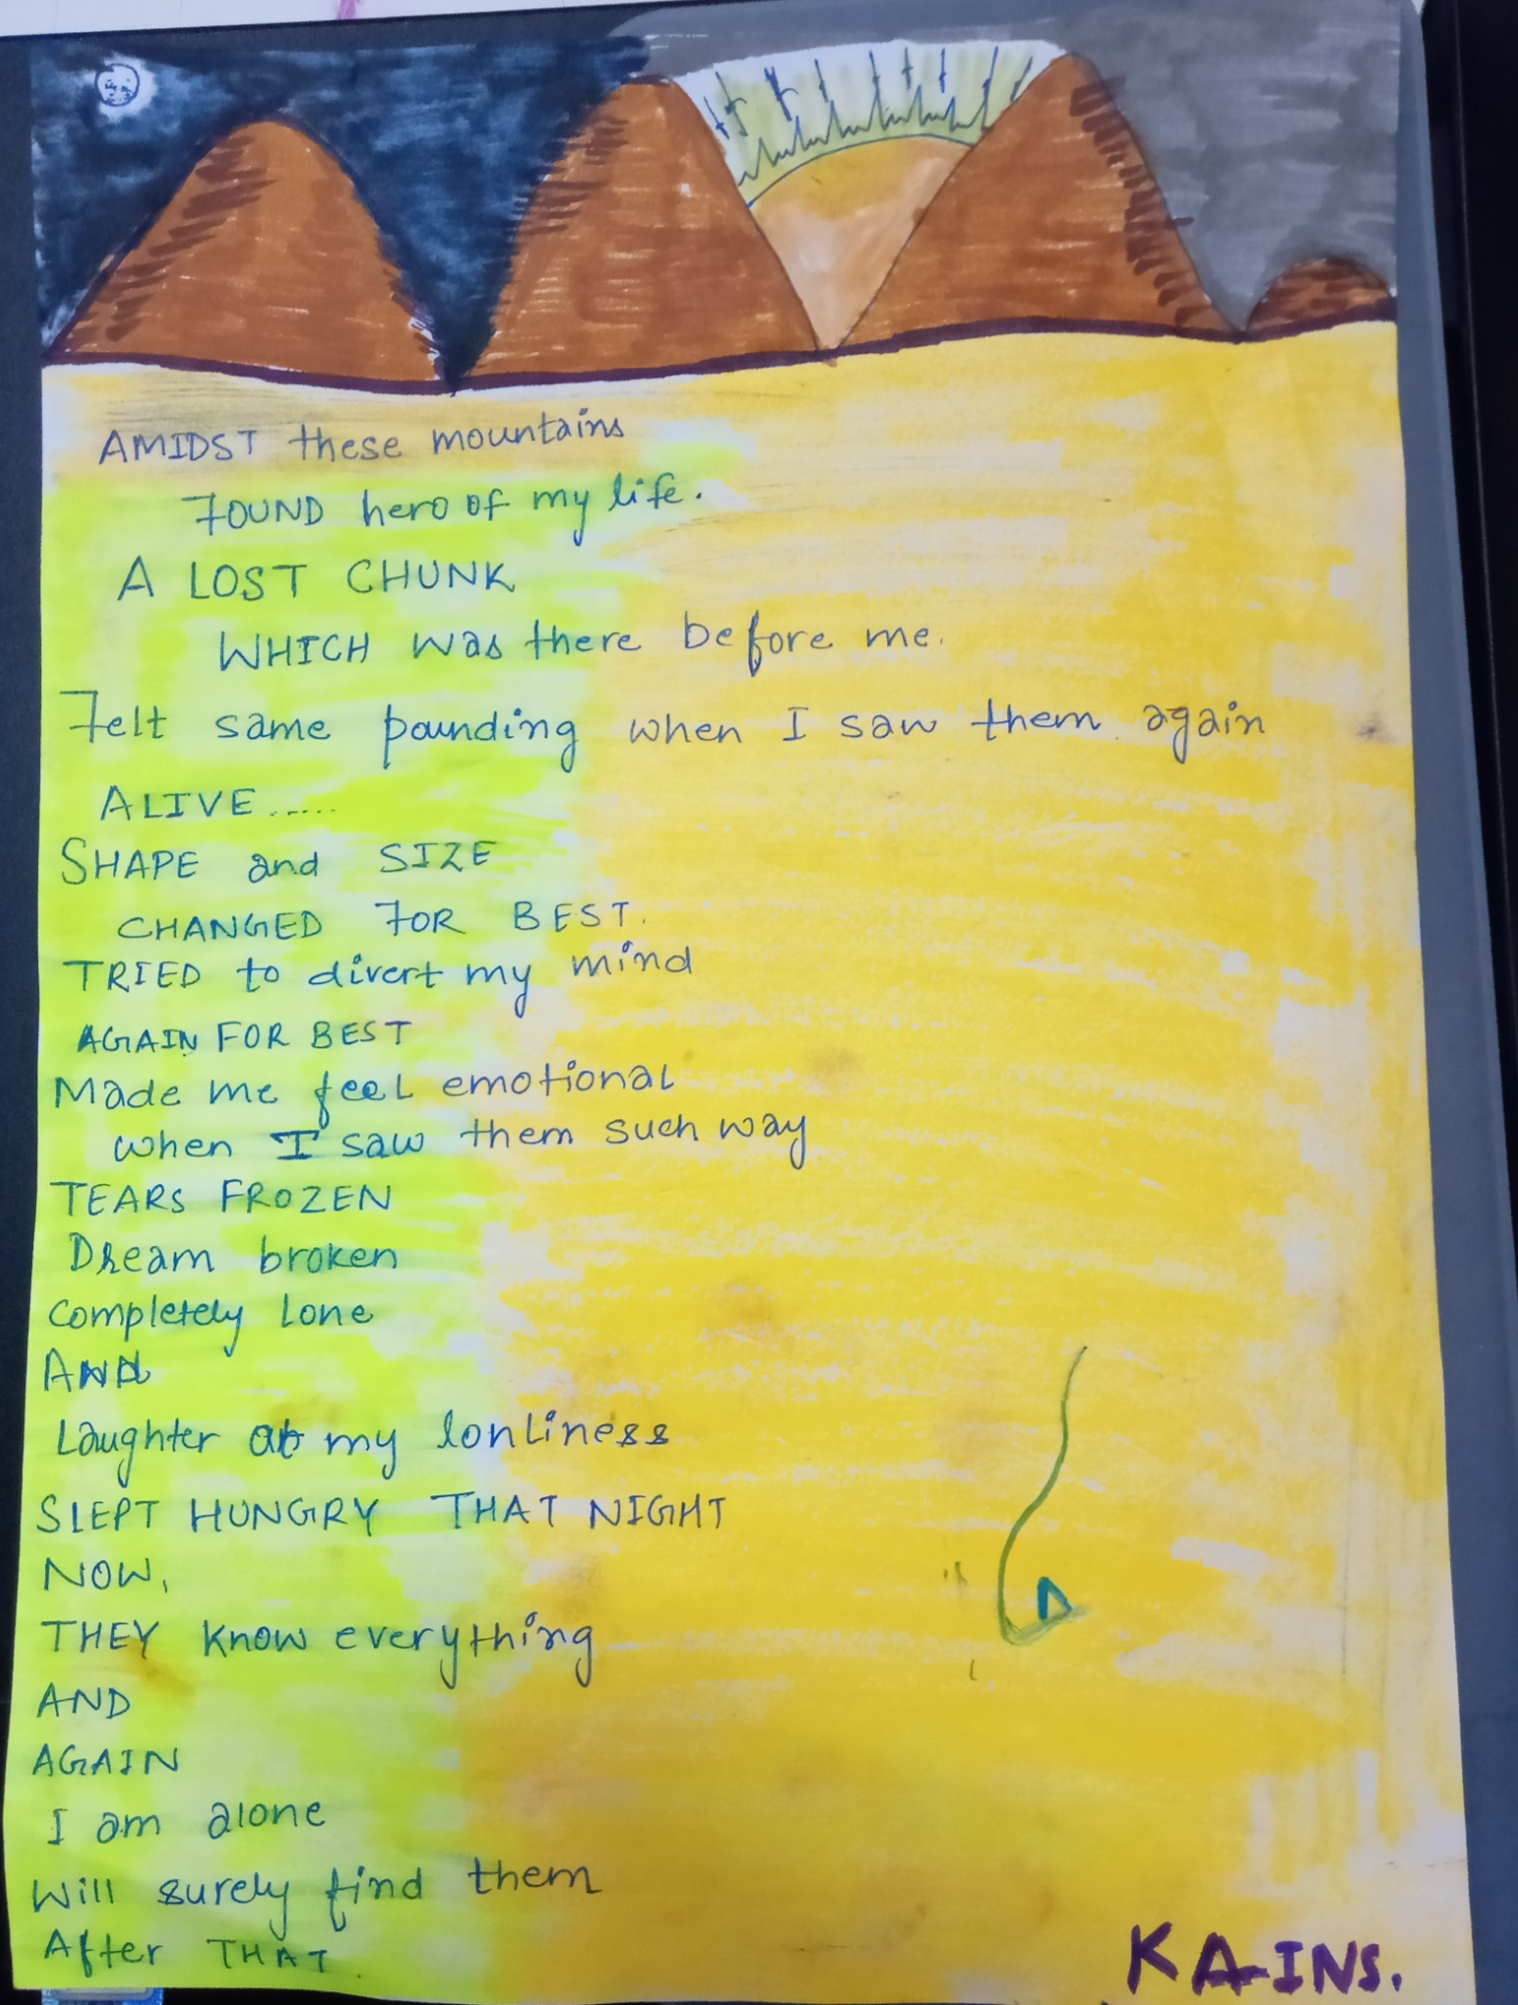 AMIDST these mountains
FOUND hero of my life.
A LOST CHUNK
WHICH was there before me.
Felt same pounding when I saw them again
ALIVE......
SHAPE and SIZE
CHANGED FOR BEST.
TRIED to divert my mind
AGAIN FOR BEST
Made me feel emotional
when I saw them such way
TEARS FROZEN
Dream broken
Completely Lone
AND
Laughter at my lonliness
SLEPT HUNGRY THAT NIGHT
NOW,
THEY know everything
AND
AGAIN
I am alone
Will surely find them
After THAT.
KAINS.